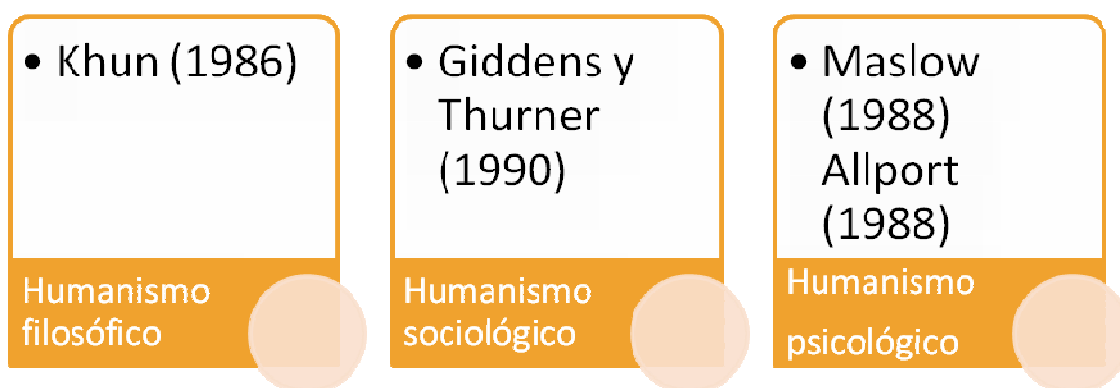 • Khun (1986)
Humanismo
filosófico
• Giddens y
Thurner
(1990)
Humanismo
sociológico
• Maslow
(1988)
Allport
(1988)
Humanismo
psicológico